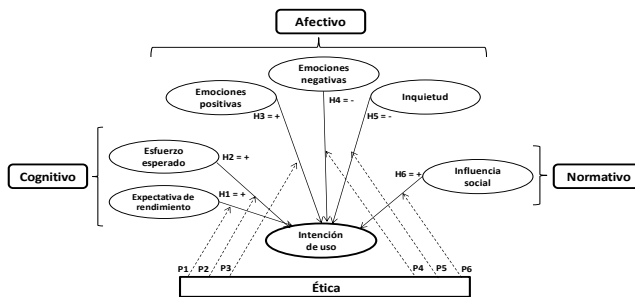 Afectivo
Emociones
negativas
Emociones
positivas
Inquietud
H3 = +
H4 = -
H5 = -
Cognitivo
Esfuerzo
esperado
H2 = +
Expectativa de
rendimiento
H1 = +
H6 = +
Influencia
social
Normativo
Intención
de uso
P1
P2
P3
P4
P5
P6
Ética